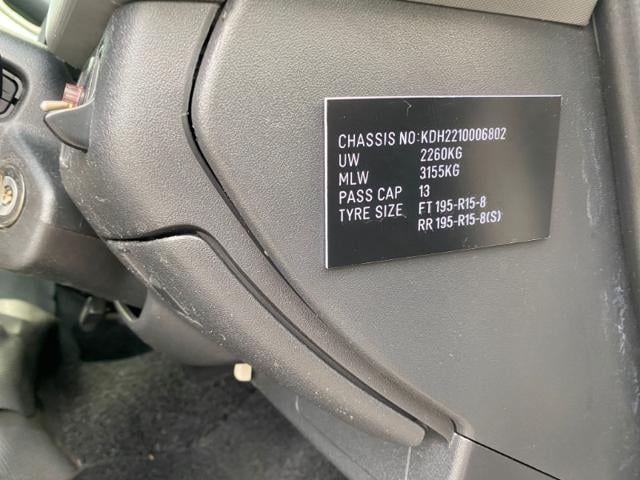 CHASSIS NO:KDH2210006802
UW 2260KG
MLW 3155KG
PASS CAP 13
TYRE SIZE FT 195-R15-8
RR 195-R15-8(S)